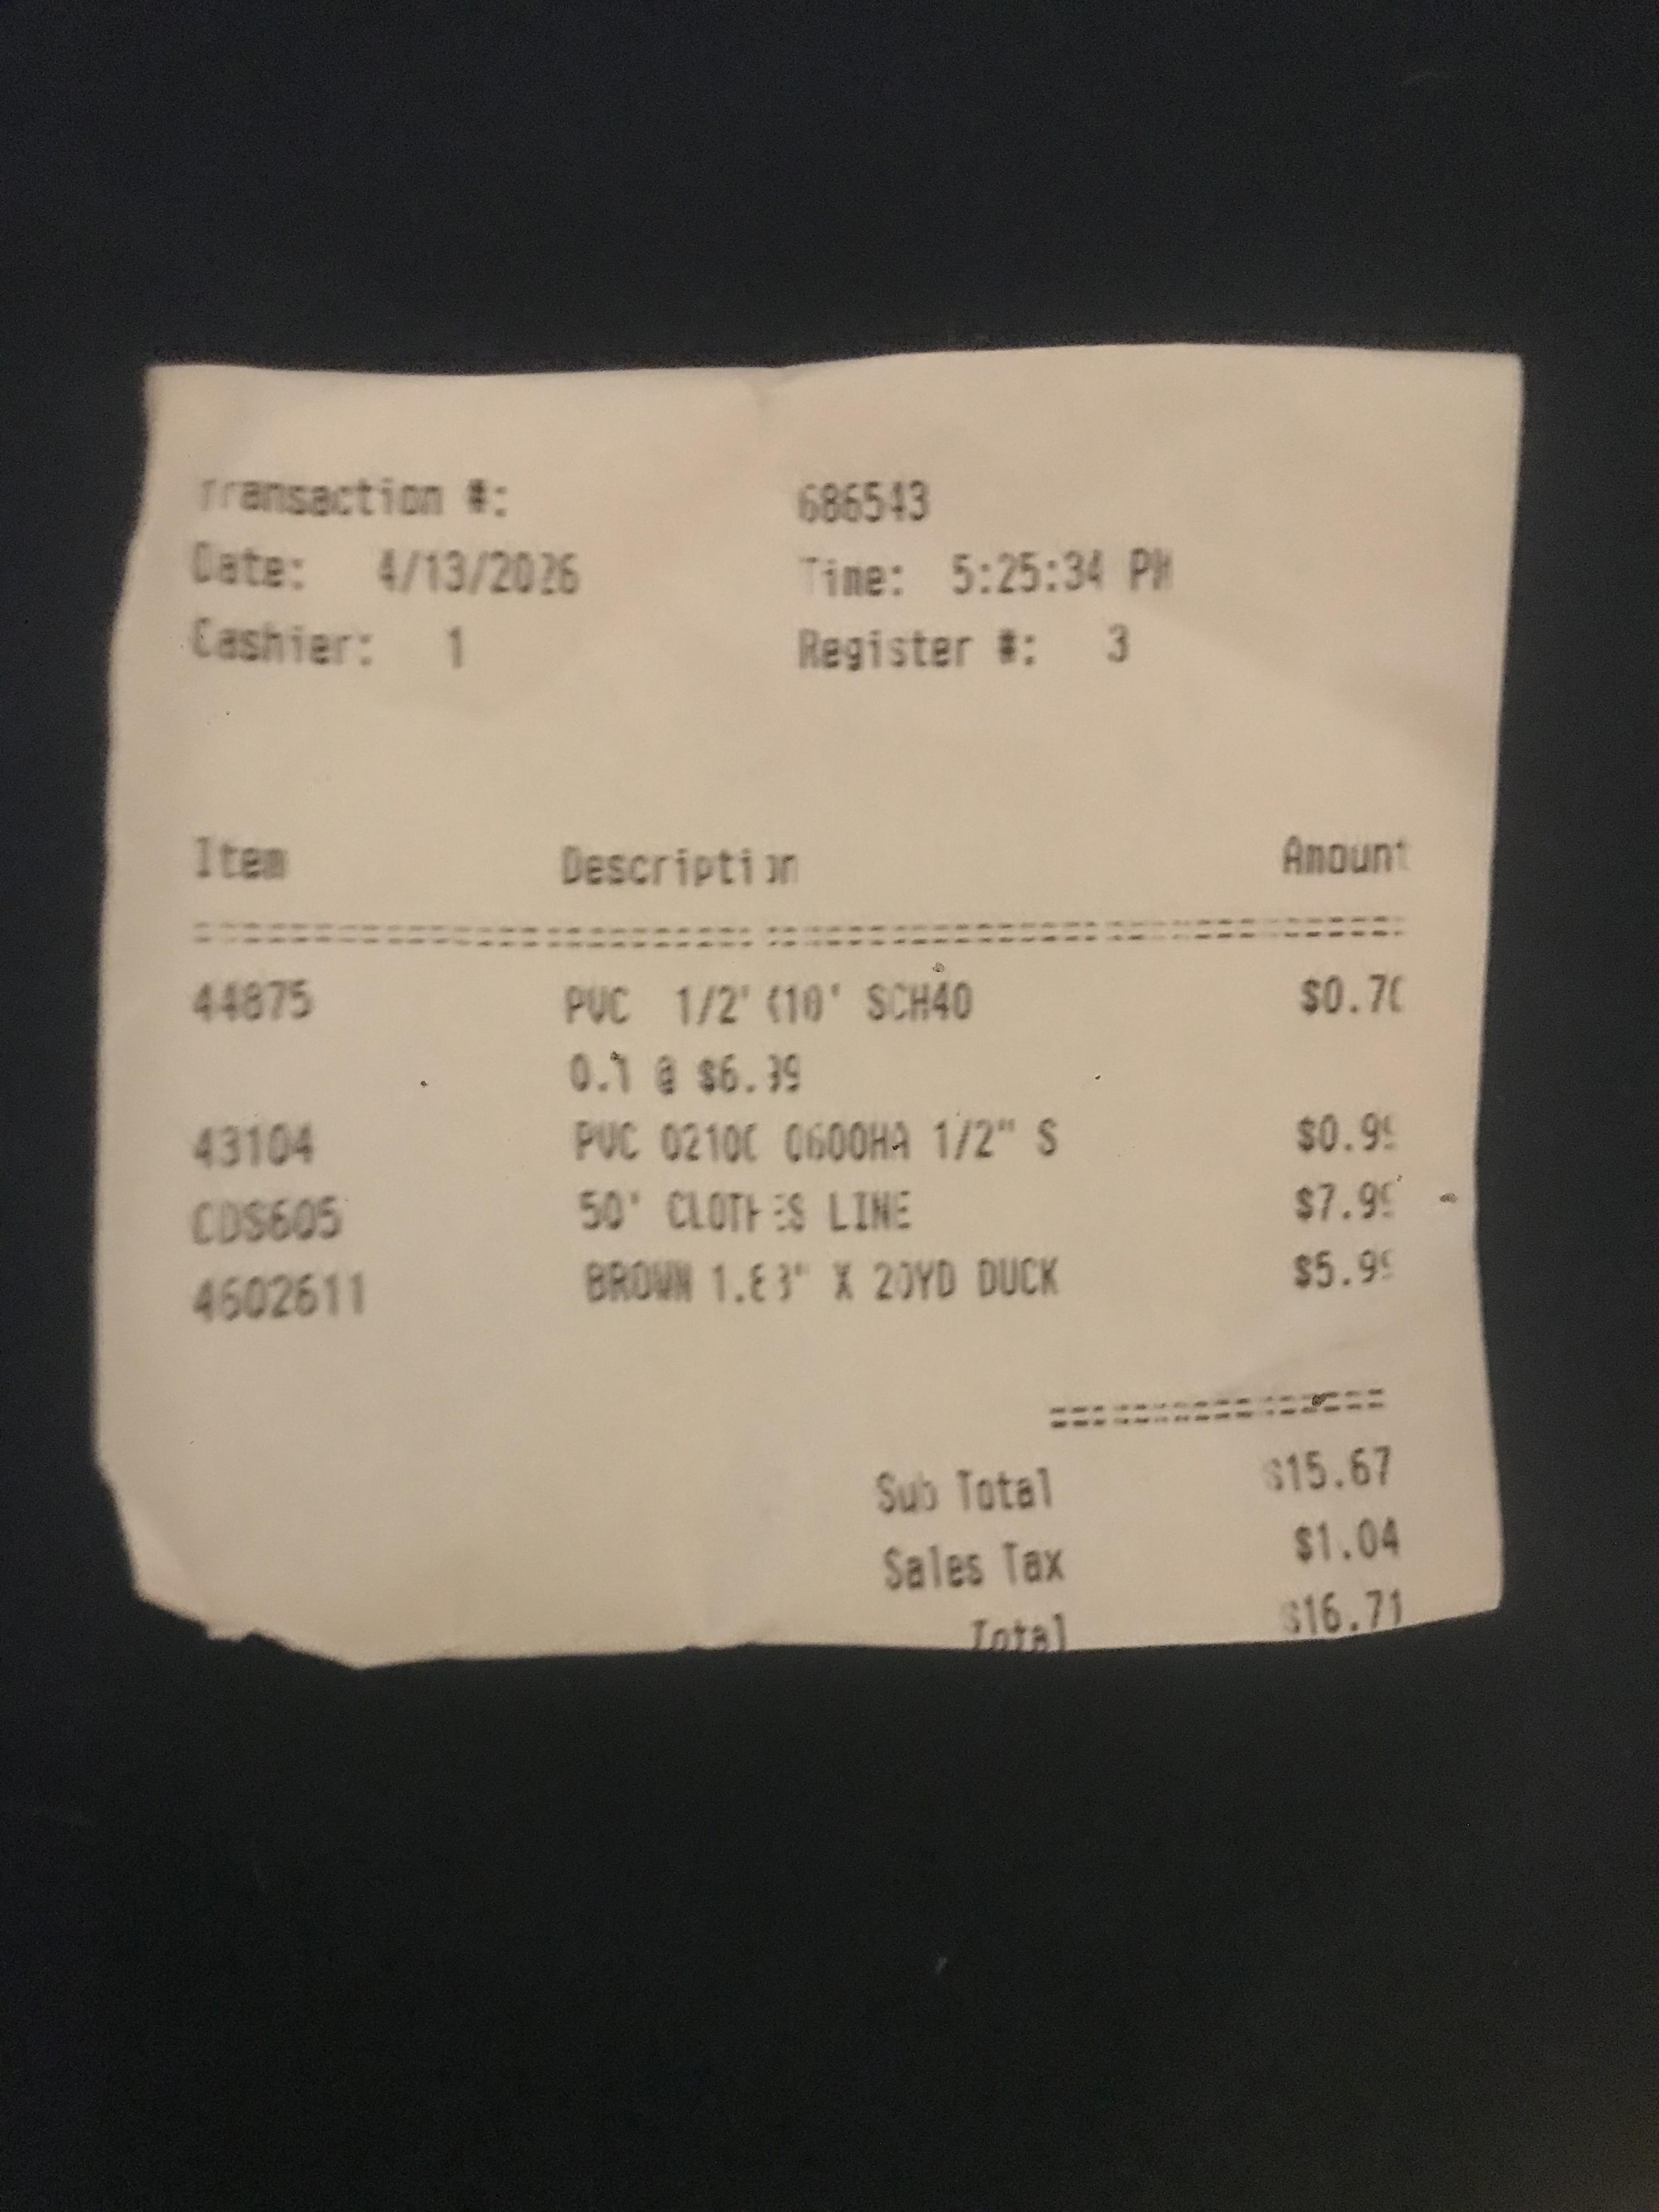 Transaction #: 686543
Date: 4/13/2026 Time: 5:25:34 PM
Cashier: 1 Register #: 3
Item Description Amount
44875 PVC 1/2" X10' SCH40 $0.70
0.1 @ $6.99
43104 PVC 02100 0600HA 1/2" S $0.99
CDS605 50' CLOTHES LINE $7.99
4602611 BROWN 1.88" X 20YD DUCK $5.99
Sub Total $15.67
Sales Tax $1.04
Total $16.71